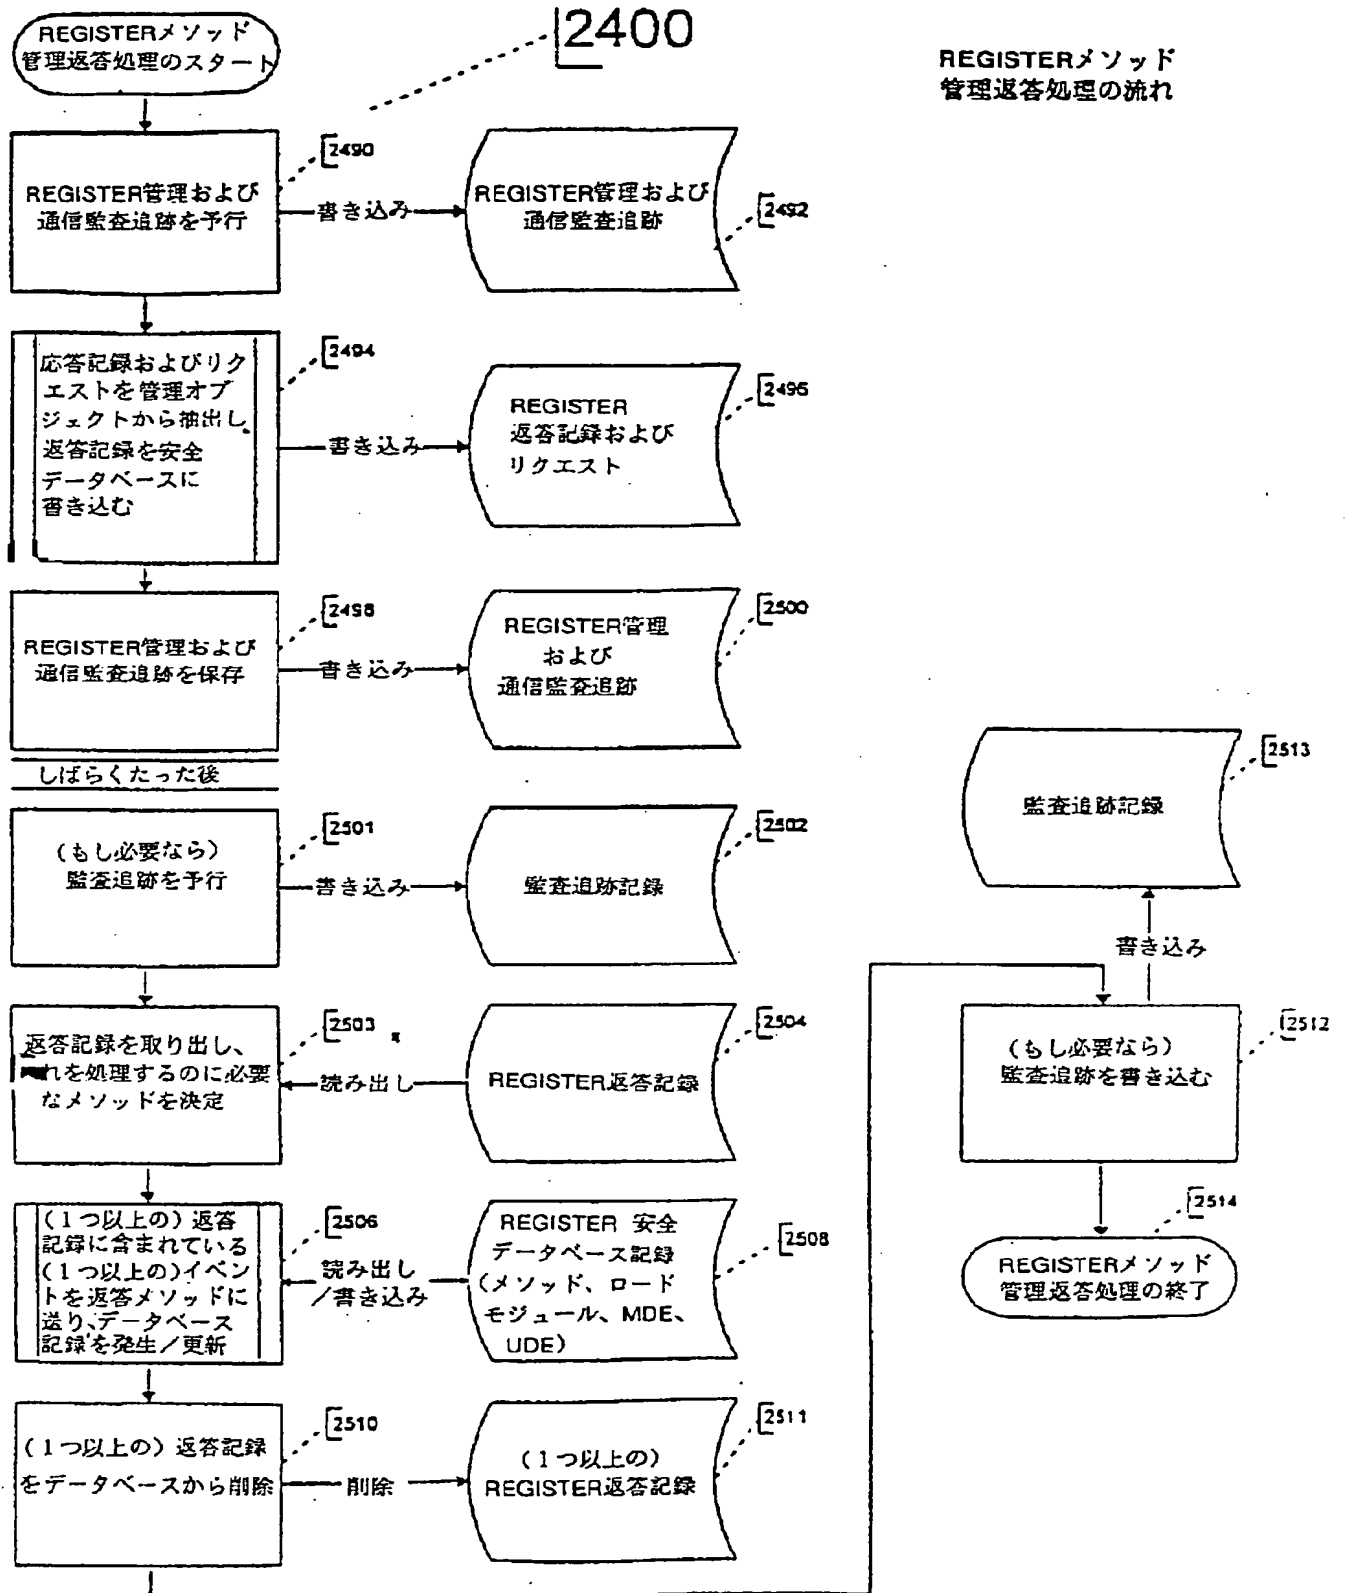 REGISTERメソッド
管理返答処理のスタート
2400
REGISTERメソッド
管理返答処理の流れ
REGISTER管理および
通信監査追跡を予行
2490
書き込み
REGISTER管理および
通信監査追跡
2492
応答記録およびリク
エストを管理オブ
ジェクトから抽出し、
返答記録を安全
データベースに
書き込む
2494
書き込み
REGISTER
返答記録および
リクエスト
2496
REGISTER管理および
通信監査追跡を保存
2498
書き込み
REGISTER管理
および
通信監査追跡
2500
しばらくたった後
(もし必要なら)
監査追跡を予行
2501
書き込み
監査追跡記録
2502
返答記録を取り出し、
れを処理するのに必要
なメソッドを決定
2503
読み出し
REGISTER返答記録
2504
(1つ以上の)返答
記録に含まれている
(1つ以上の)イベン
トを返答メソッドに
送り、データベース
記録を発生/更新
2506
読み出し
/書き込み
REGISTER 安全
データベース記録
(メソッド、ロード
モジュール、MDE、
UDE)
2508
(1つ以上の)返答記録
をデータベースから削除
2510
削除
(1つ以上の)
REGISTER返答記録
2511
監査追跡記録
2513
書き込み
(もし必要なら)
監査追跡を書き込む
2512
2514
REGISTERメソッド
管理返答処理の終了